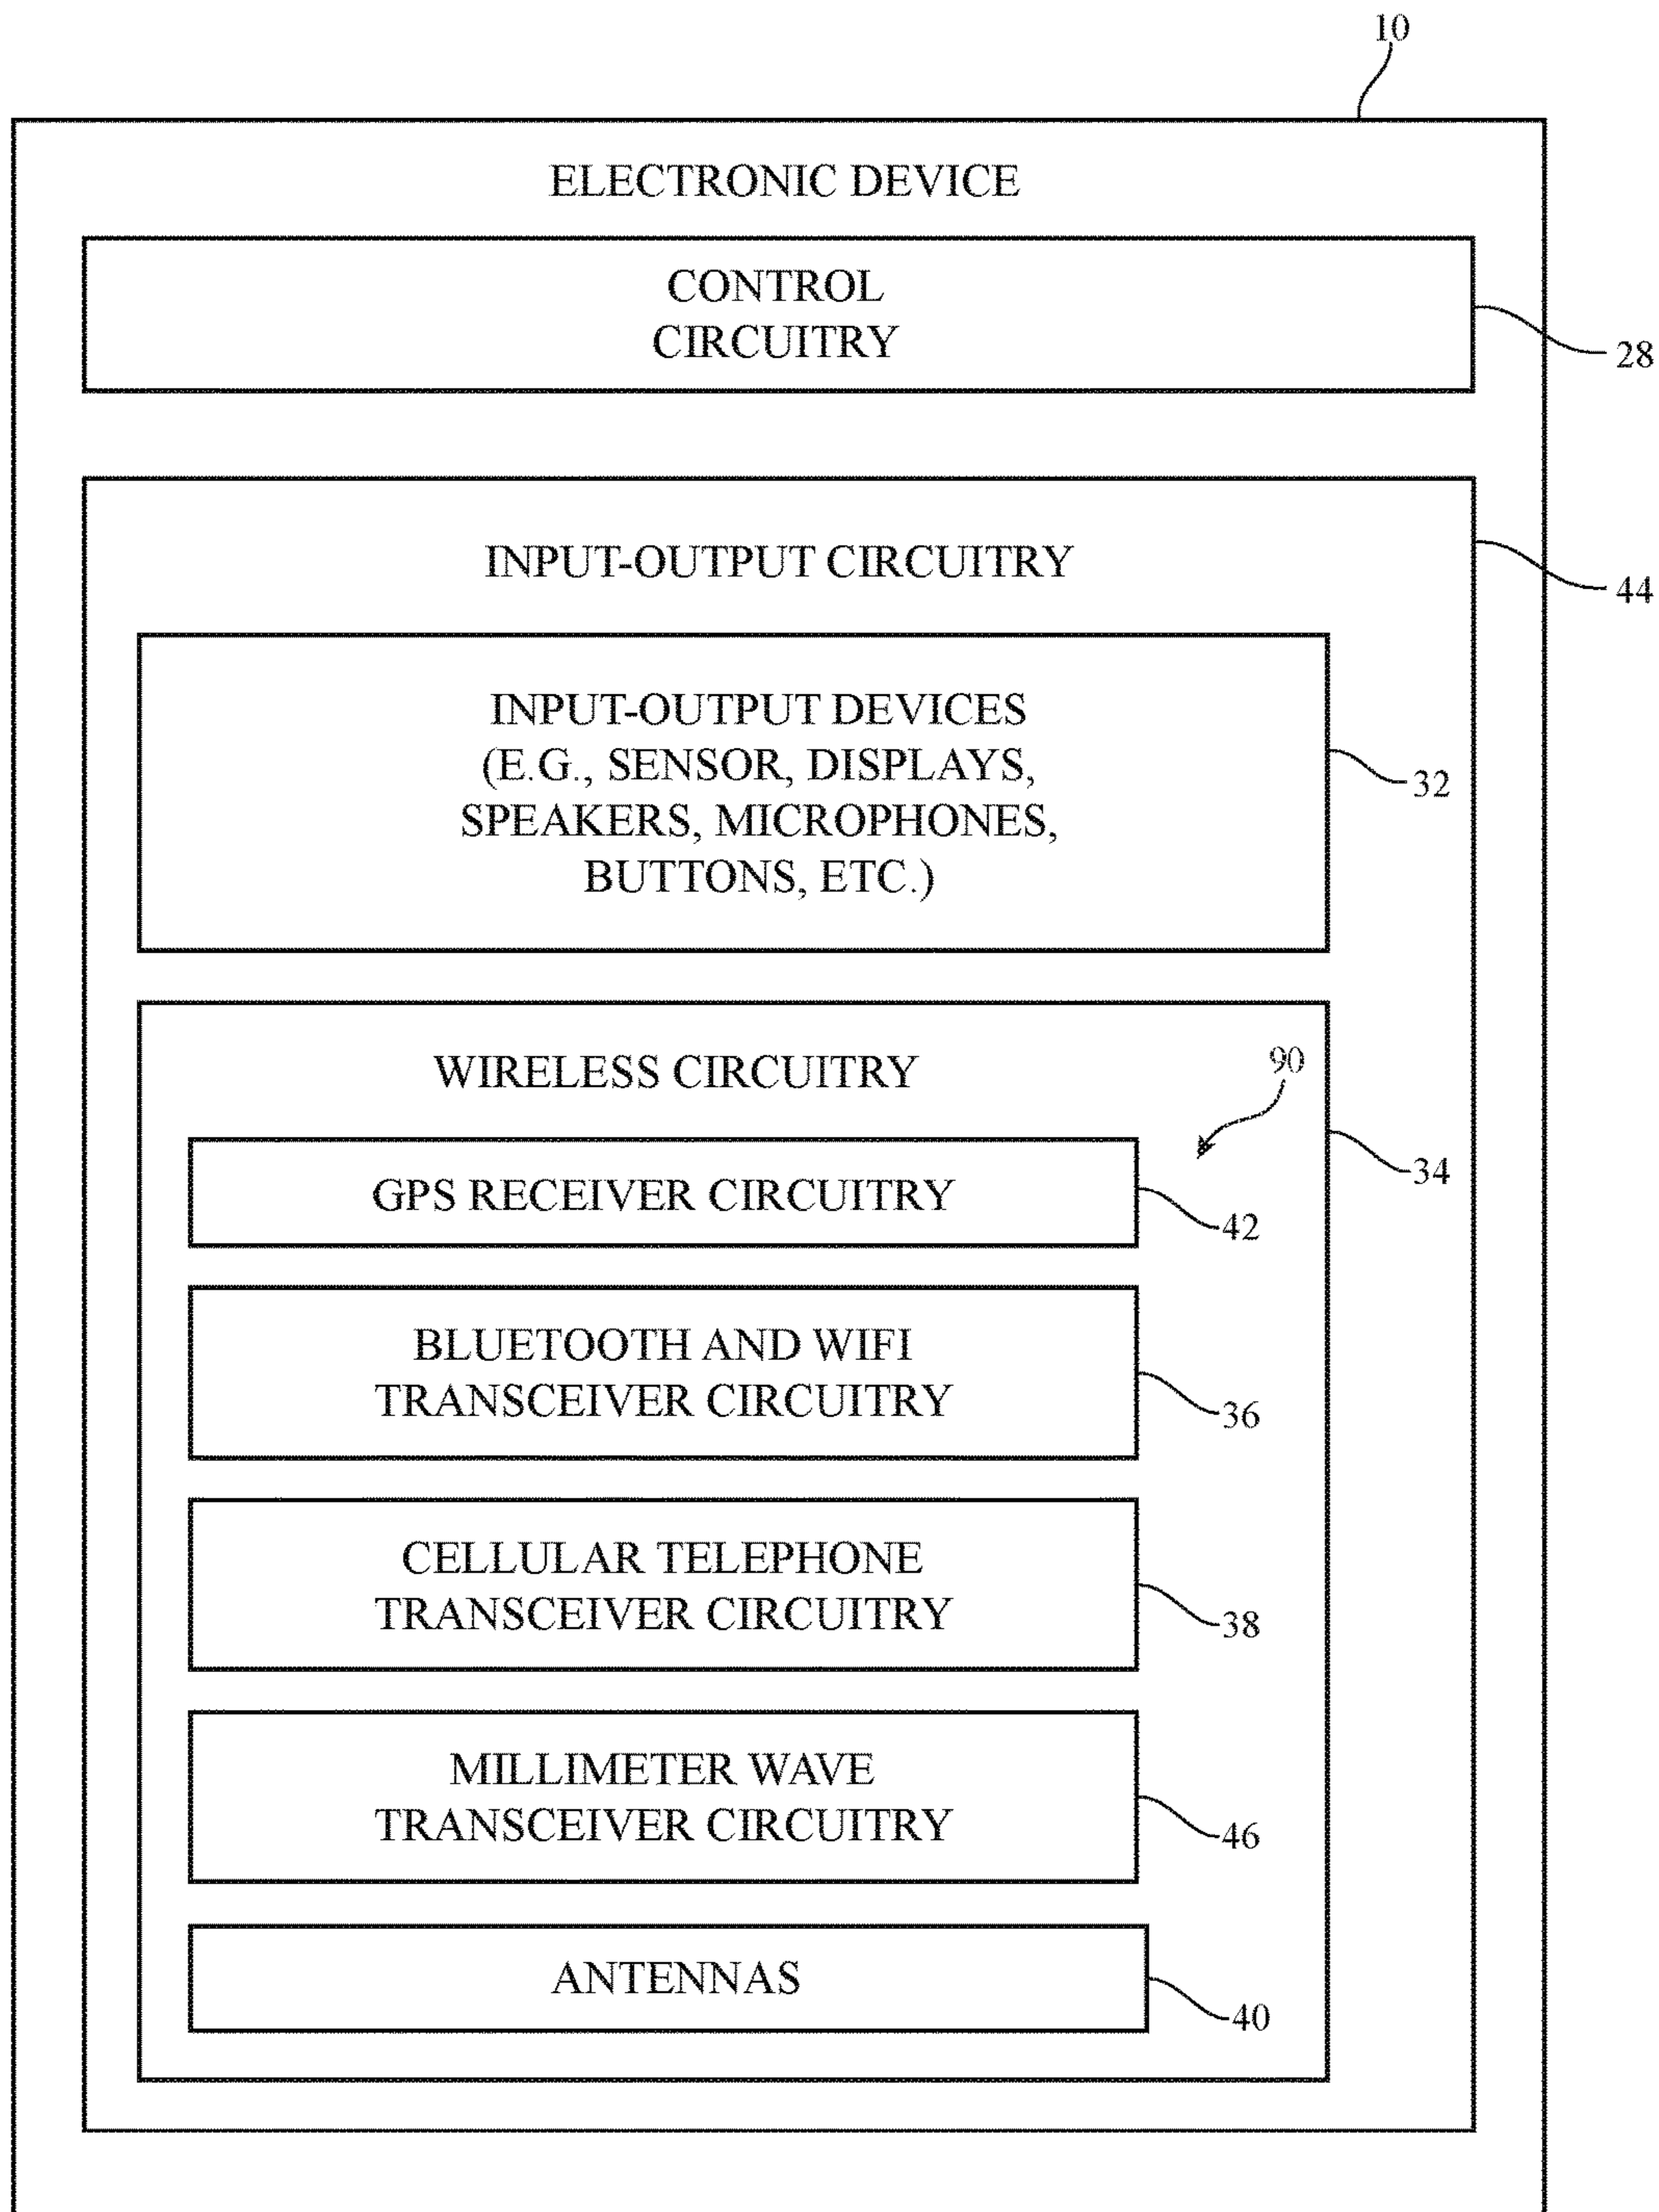 10
ELECTRONIC DEVICE
CONTROL
CIRCUITRY
28
INPUT-OUTPUT CIRCUITRY
44
INPUT-OUTPUT DEVICES
(E.G., SENSOR, DISPLAYS,
SPEAKERS, MICROPHONES,
BUTTONS, ETC.)
32
WIRELESS CIRCUITRY
90
34
GPS RECEIVER CIRCUITRY
42
BLUETOOTH AND WIFI
TRANSCEIVER CIRCUITRY
36
CELLULAR TELEPHONE
TRANSCEIVER CIRCUITRY
38
MILLIMETER WAVE
TRANSCEIVER CIRCUITRY
46
ANTENNAS
40